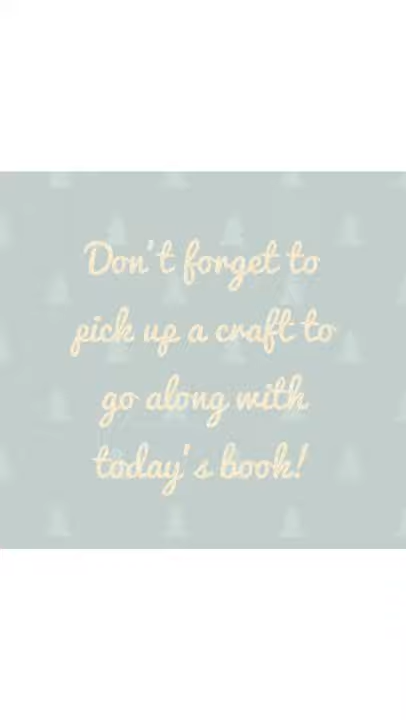 Don't forget to
pick up a craft to
go along with
today's book!